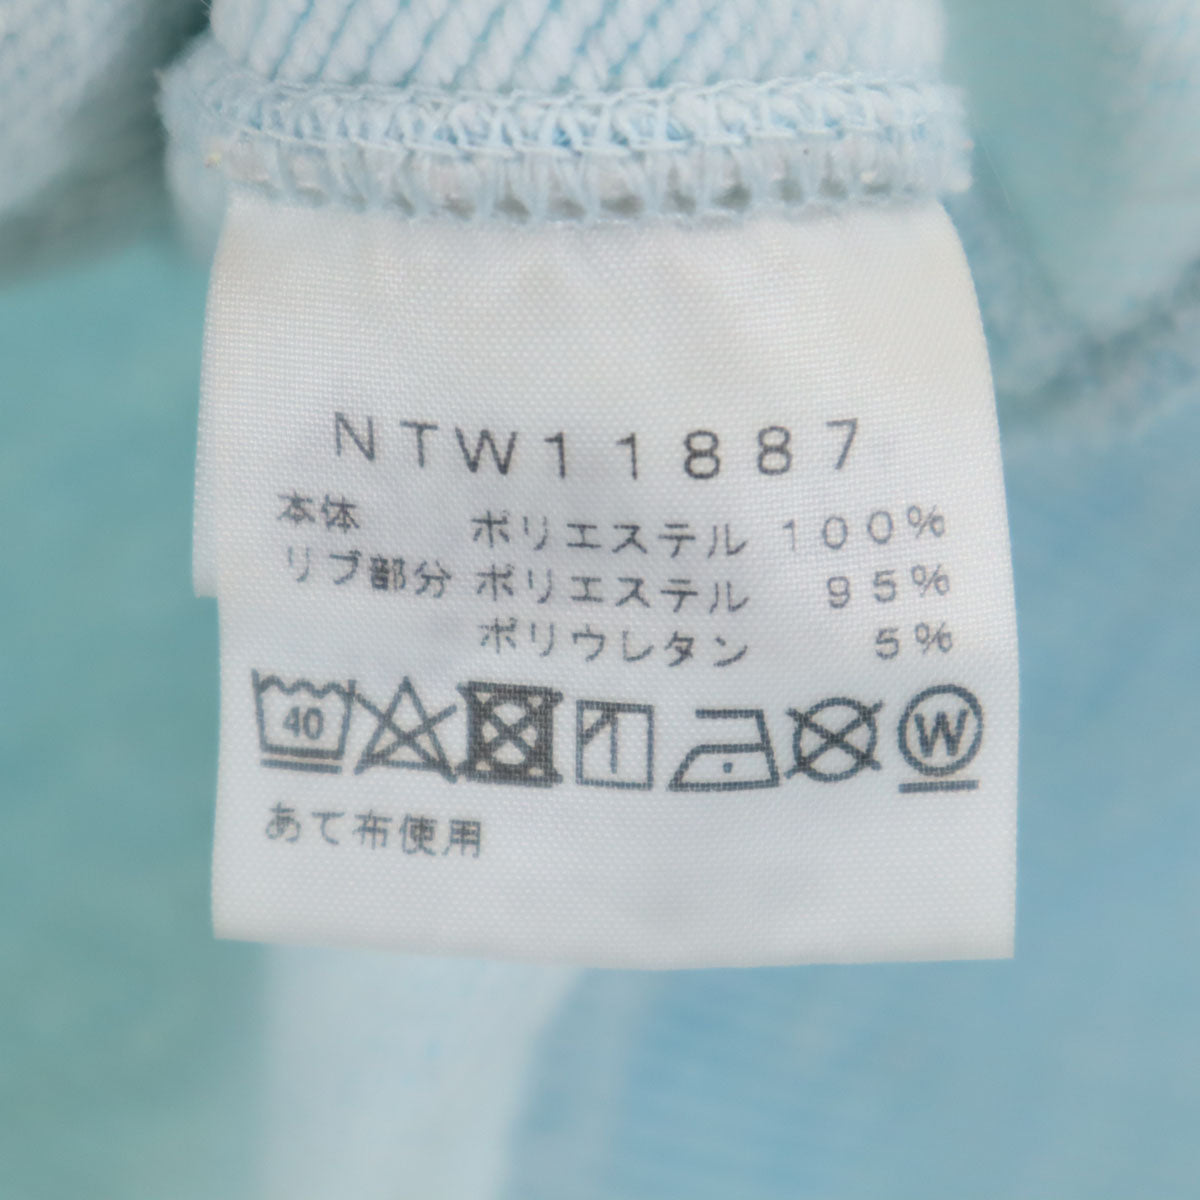 NTW11887
本体 ポリエステル 100%
リブ部分 ポリエステル 95%
ポリウレタン 5%
40 W
あて布使用